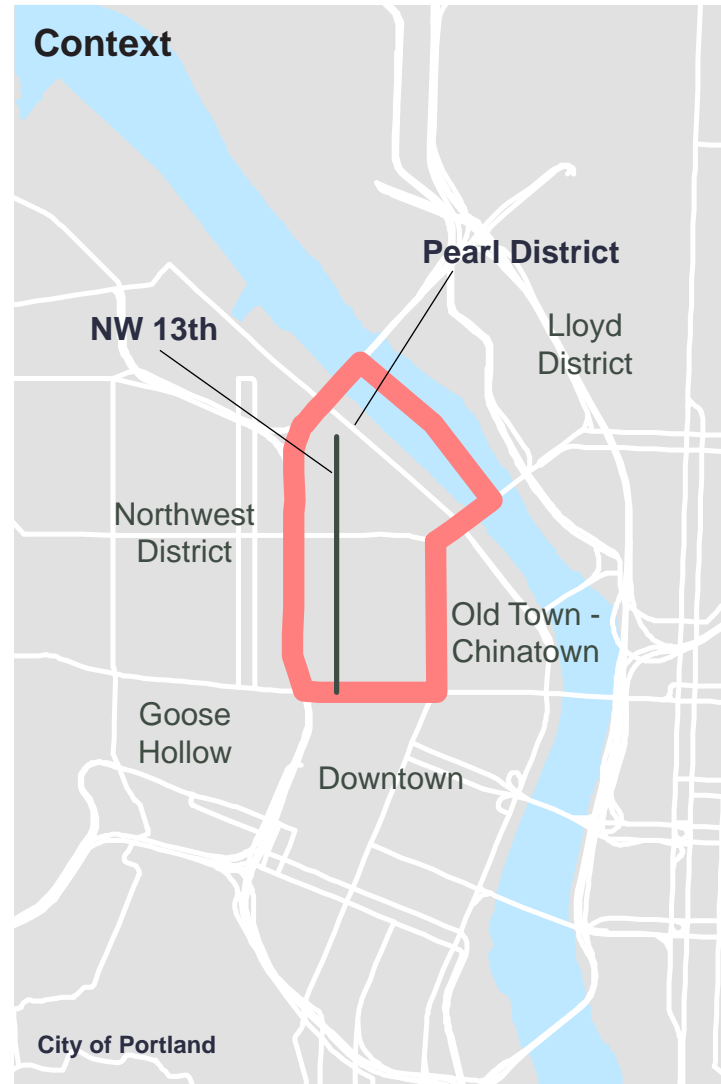 Context
Pearl District
NW 13th
Lloyd
District
Northwest
District
Old Town -
Chinatown
Goose
Hollow
Downtown
City of Portland